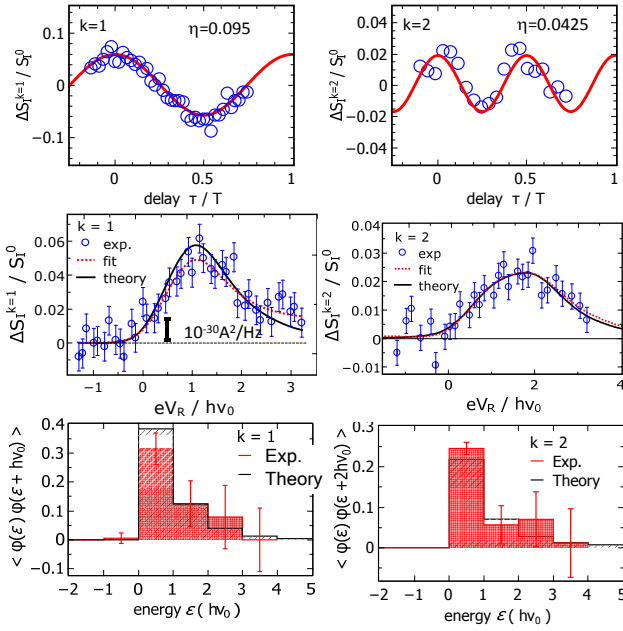 k=1
η=0.095
ΔS_I^{k=1} / S_I^0
0.1
0
−0.1
0
0.5
1
delay τ / T
k=2
η=0.0425
ΔS_I^{k=2} / S_I^0
0.04
0.02
0
−0.02
−0.04
0
0.5
1
delay τ / T
k = 1
exp.
fit
theory
10^{-30}A^2/Hz
ΔS_I^{k=1} / S_I^0
0.06
0.04
0.02
0
−1
0
1
2
3
eV_R / hν_0
k = 2
exp
fit
theory
ΔS_I^{k=2} / S_I^0
0.04
0.03
0.02
0.01
0
−0.01
0
2
4
eV_R / hν_0
k = 1
Exp.
Theory
< φ(ε) φ(ε + hν_0) >
0.4
0.3
0.2
0.1
0
−0.1
−2
−1
0
1
2
3
4
5
energy ε ( hν_0)
k = 2
Exp.
Theory
< φ(ε) φ(ε +2hν_0) >
0.3
0.2
0.1
0
−2
−1
0
1
2
3
4
5
energy ε ( hν_0)